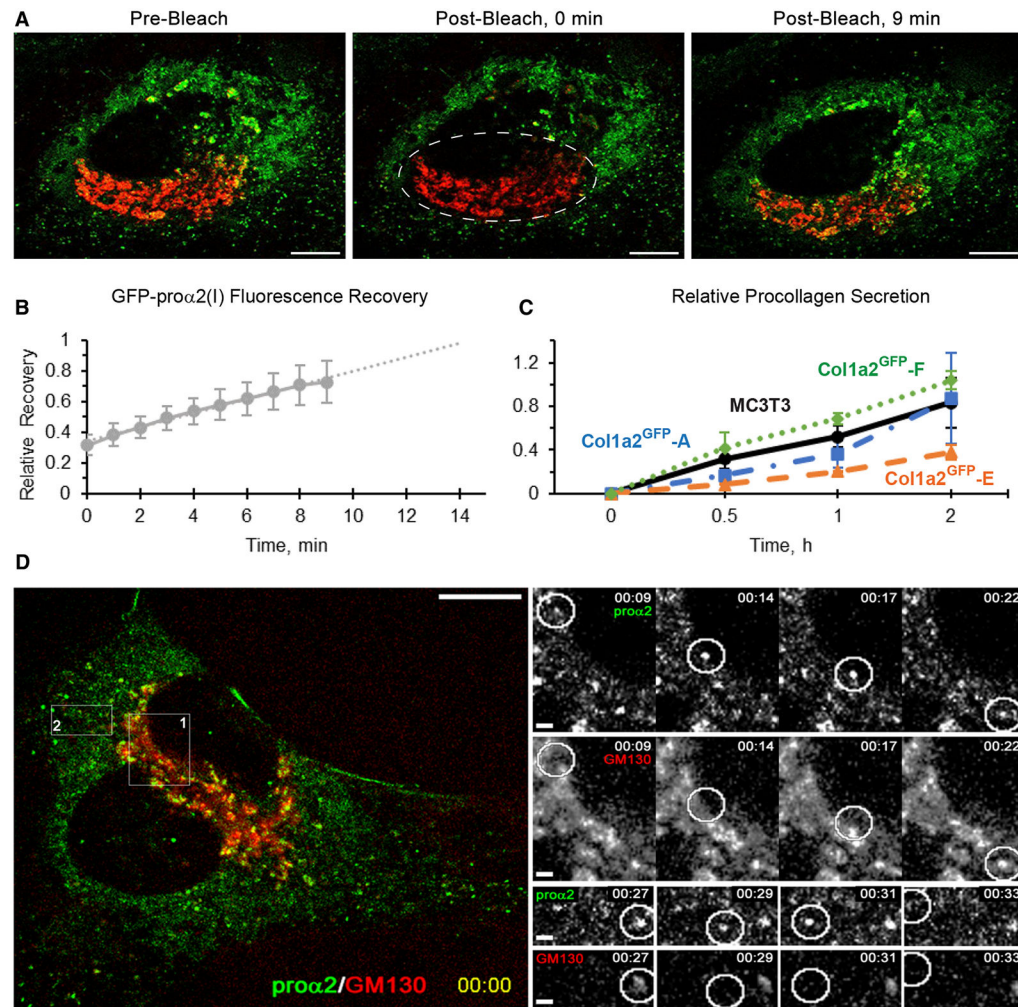 A
Pre-Bleach
Post-Bleach, 0 min
Post-Bleach, 9 min
B
GFP-proα2(I) Fluorescence Recovery
Relative Recovery
1
0.8
0.6
0.4
0.2
0
0 2 4 6 8 10 12 14
Time, min
C
Relative Procollagen Secretion
1.2
0.8
0.4
0
Col1a2GFP-F
MC3T3
Col1a2GFP-A
Col1a2GFP-E
0 0.5 1 2
Time, h
D
2
1
proα2/GM130 00:00
00:09 00:14 00:17 00:22
proα2
00:09 00:14 00:17 00:22
GM130
proα2 00:27 00:29 00:31 00:33
GM130 00:27 00:29 00:31 00:33